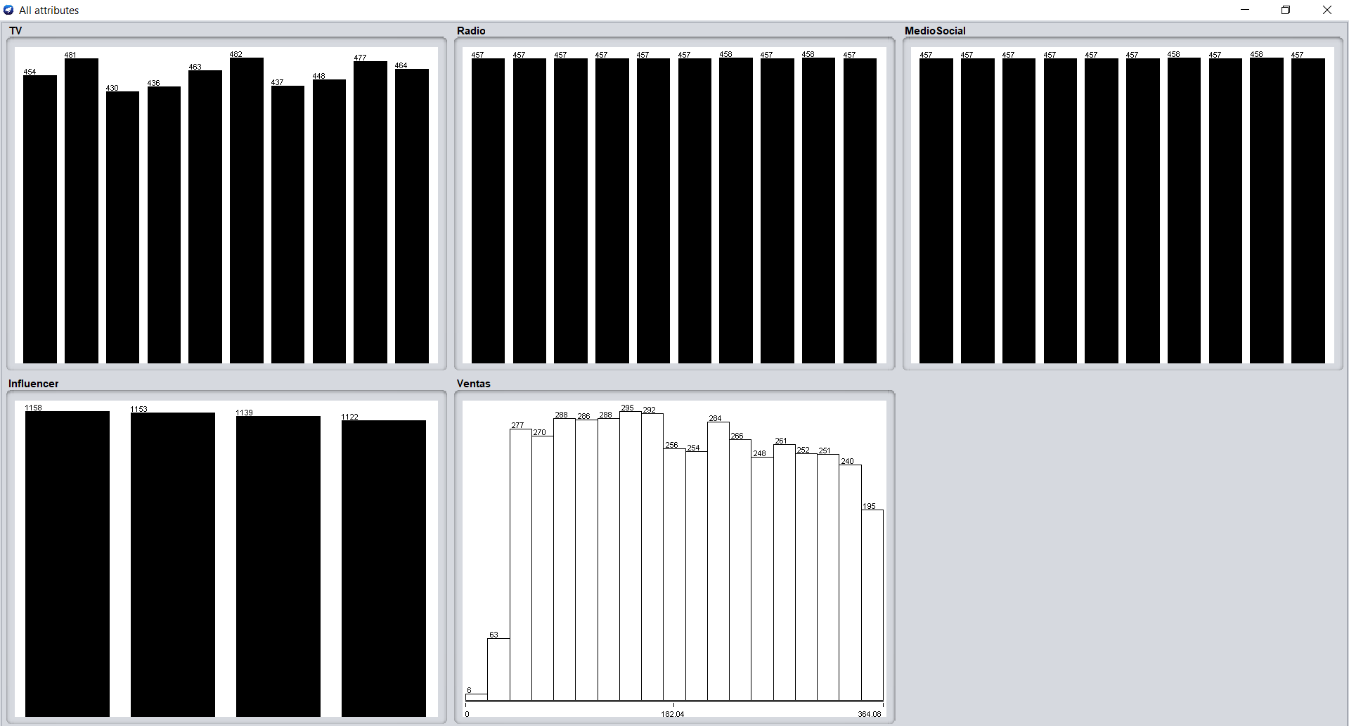 All attributes
TV
454 481 430 436 463 482 437 448 477 464
Radio
457 457 457 457 457 457 458 457 458 457
MedioSocial
457 457 457 457 457 457 458 457 458 457
Influencer
1158 1153 1139 1122
Ventas
6 63 277 270 288 286 288 295 292 256 254 284 266 248 261 252 251 240 195
0 182.04 364.08